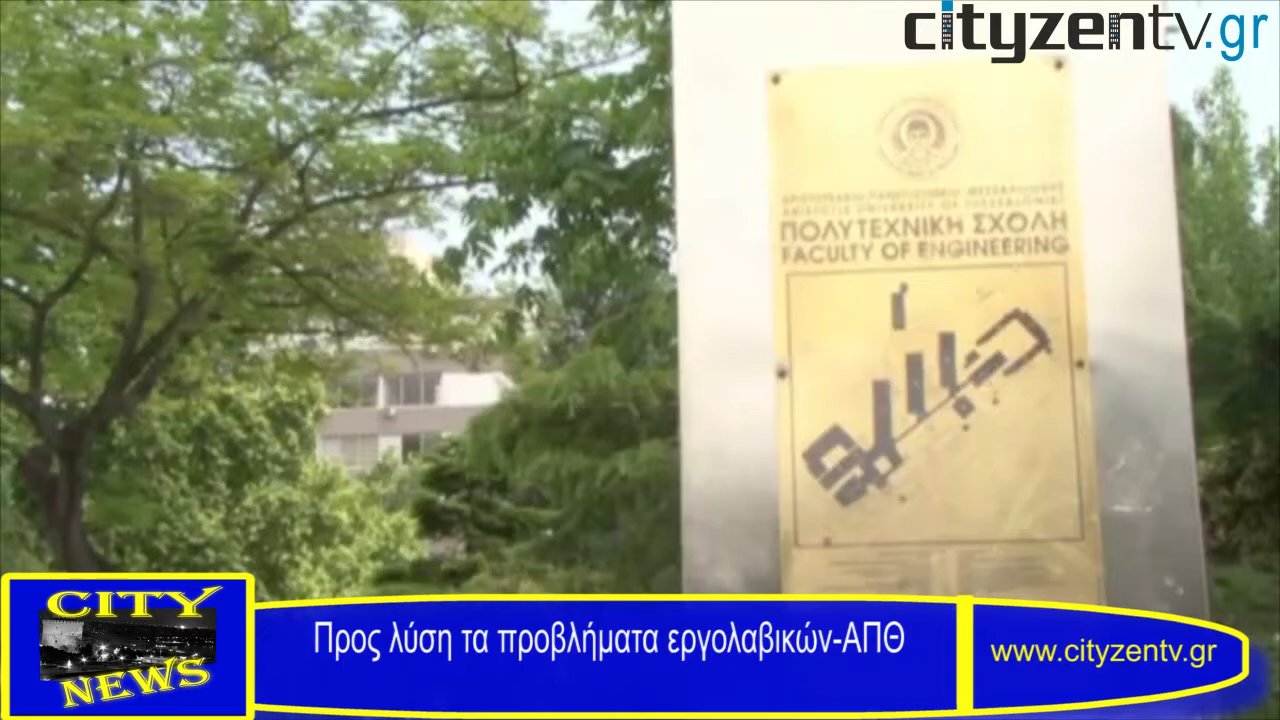 cityzentv.gr
ΑΡΙΣΤΟΤΕΛΕΙΟ ΠΑΝΕΠΙΣΤΗΜΙΟ ΘΕΣΣΑΛΟΝΙΚΗΣ
ARISTOTLE UNIVERSITY OF THESSALONIKI
ΠΟΛΥΤΕΧΝΙΚΗ ΣΧΟΛΗ
FACULTY OF ENGINEERING
CITY
NEWS
Προς λύση τα προβλήματα εργολαβικών-ΑΠΘ
www.cityzentv.gr